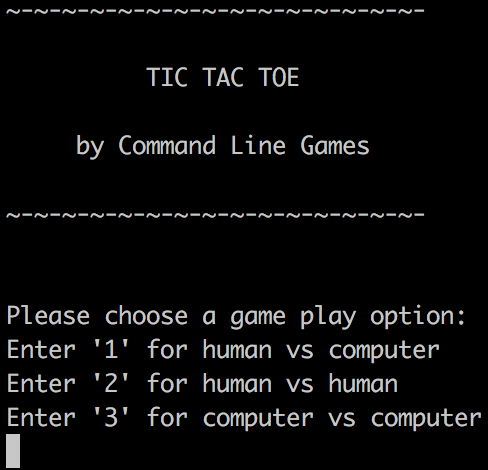 ~-~-~-~-~-~-~-~-~-~-~-~-~-~-~-
TIC TAC TOE
by Command Line Games
~-~-~-~-~-~-~-~-~-~-~-~-~-~-~-
Please choose a game play option:
Enter '1' for human vs computer
Enter '2' for human vs human
Enter '3' for computer vs computer